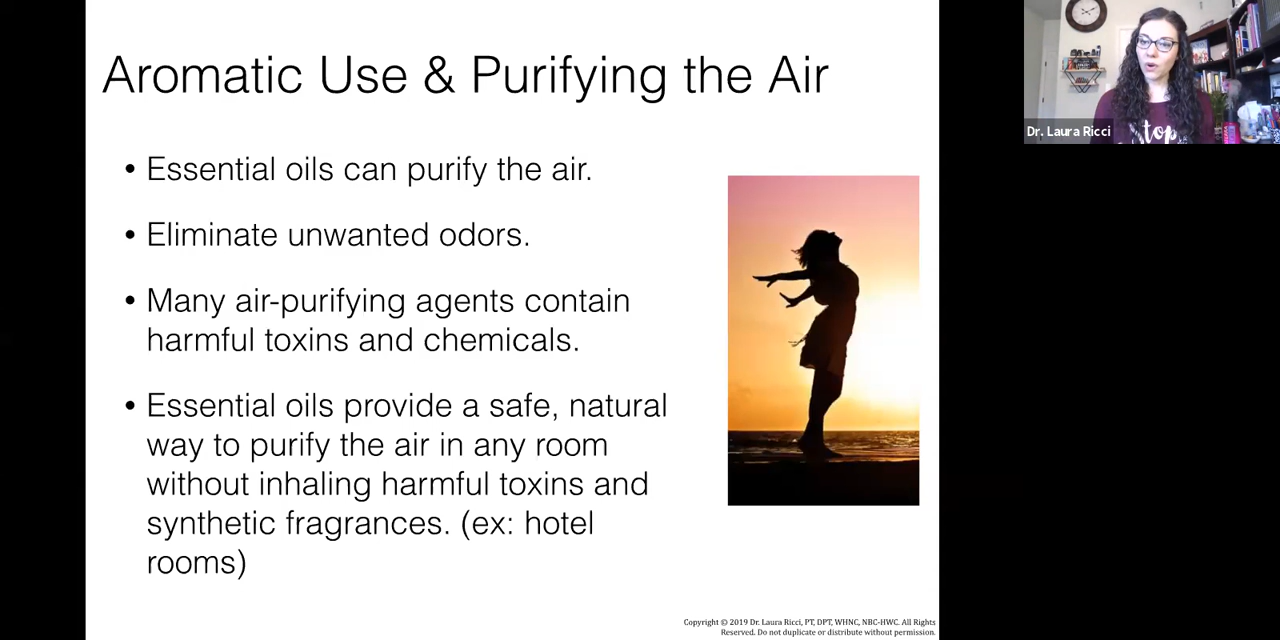 Aromatic Use & Purifying the Air
• Essential oils can purify the air.
• Eliminate unwanted odors.
• Many air-purifying agents contain
harmful toxins and chemicals.
• Essential oils provide a safe, natural
way to purify the air in any room
without inhaling harmful toxins and
synthetic fragrances. (ex: hotel
rooms)
Copyright © 2019 Dr. Laura Ricci, PT, DPT, WHNC, NBC-HWC. All Rights
Reserved. Do not duplicate or distribute without permission.
Dr. Laura Ricci
stop